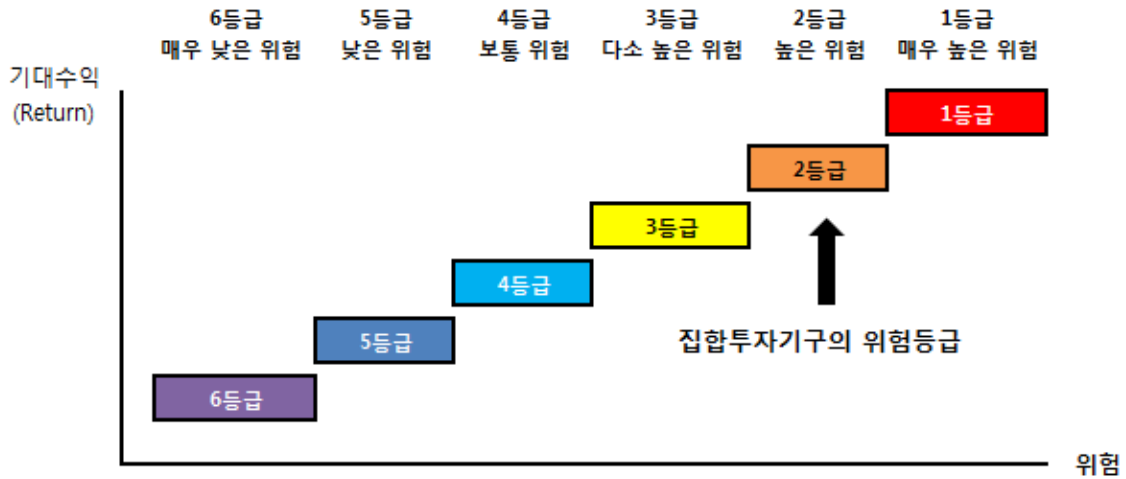 6등급 5등급 4등급 3등급 2등급 1등급
매우 낮은 위험 낮은 위험 보통 위험 다소 높은 위험 높은 위험 매우 높은 위험
기대수익
(Return)
1등급
2등급
3등급
4등급
집합투자기구의 위험등급
5등급
6등급
위험